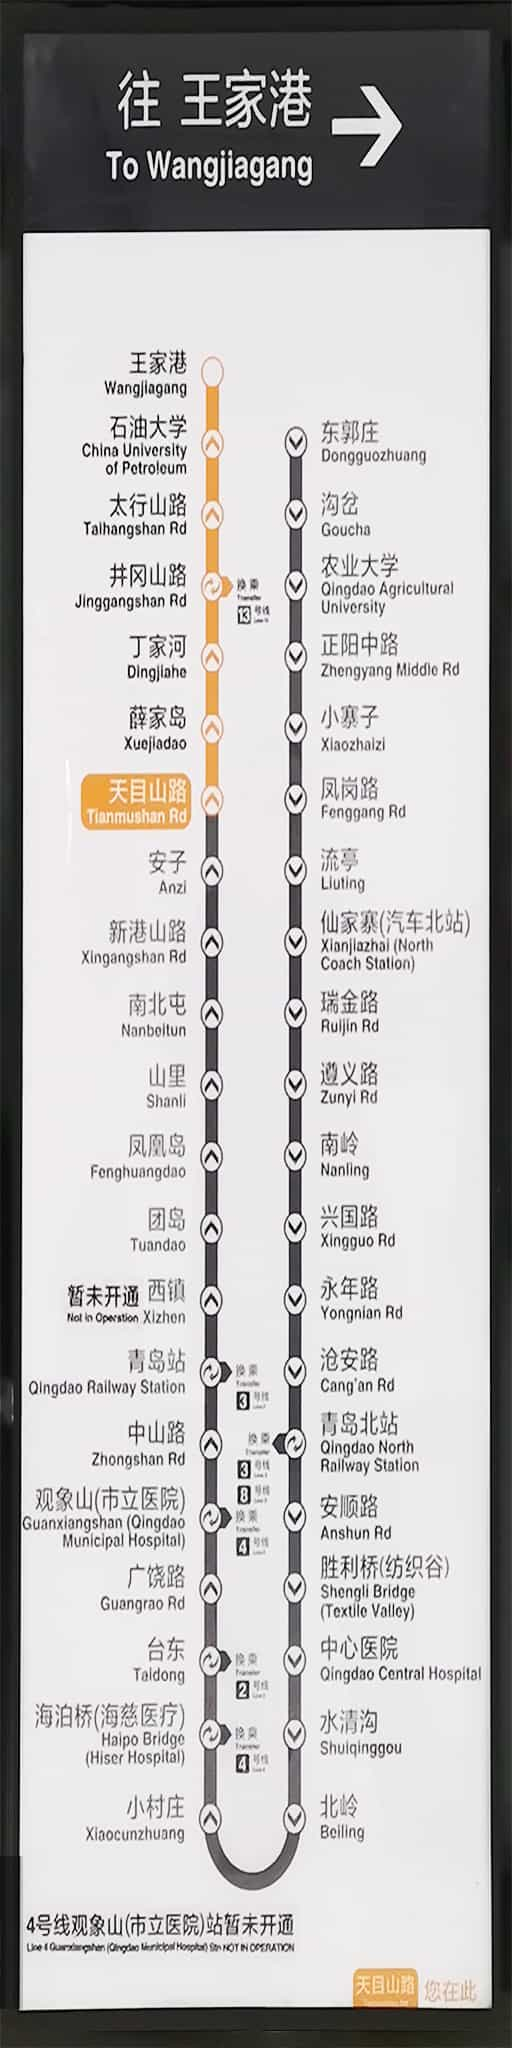 往 王家港
To Wangjiagang
王家港
Wangjiagang
石油大学
China University
of Petroleum
太行山路
Taihangshan Rd
井冈山路
Jinggangshan Rd
换乘
Transfer
13 号线
丁家河
Dingjiahe
薛家岛
Xuejiadao
天目山路
Tianmushan Rd
安子
Anzi
新港山路
Xingangshan Rd
南北屯
Nanbeitun
山里
Shanli
凤凰岛
Fenghuangdao
团岛
Tuandao
暂未开通 西镇
Not in Operation Xizhen
青岛站
Qingdao Railway Station
换乘
Transfer
3 号线
中山路
Zhongshan Rd
观象山(市立医院)
Guanxiangshan (Qingdao
Municipal Hospital)
换乘
Transfer
4 号线
广饶路
Guangrao Rd
台东
Taidong
换乘
Transfer
2 号线
海泊桥(海慈医疗)
Haipo Bridge
(Hiser Hospital)
换乘
Transfer
4 号线
小村庄
Xiaocunzhuang
东郭庄
Dongguozhuang
沟岔
Goucha
农业大学
Qingdao Agricultural
University
正阳中路
Zhengyang Middle Rd
小寨子
Xiaozhaizi
凤岗路
Fenggang Rd
流亭
Liuting
仙家寨(汽车北站)
Xianjiazhai (North
Coach Station)
瑞金路
Ruijin Rd
遵义路
Zunyi Rd
南岭
Nanling
兴国路
Xingguo Rd
永年路
Yongnian Rd
沧安路
Cang'an Rd
青岛北站
Qingdao North
Railway Station
换乘
Transfer
3 号线
8 号线
安顺路
Anshun Rd
胜利桥(纺织谷)
Shengli Bridge
(Textile Valley)
中心医院
Qingdao Central Hospital
水清沟
Shuiqinggou
北岭
Beiling
4号线观象山(市立医院)站暂未开通
Line 4 Guanxiangshan (Qingdao Municipal Hospital) Stn NOT IN OPERATION
天目山路 您在此